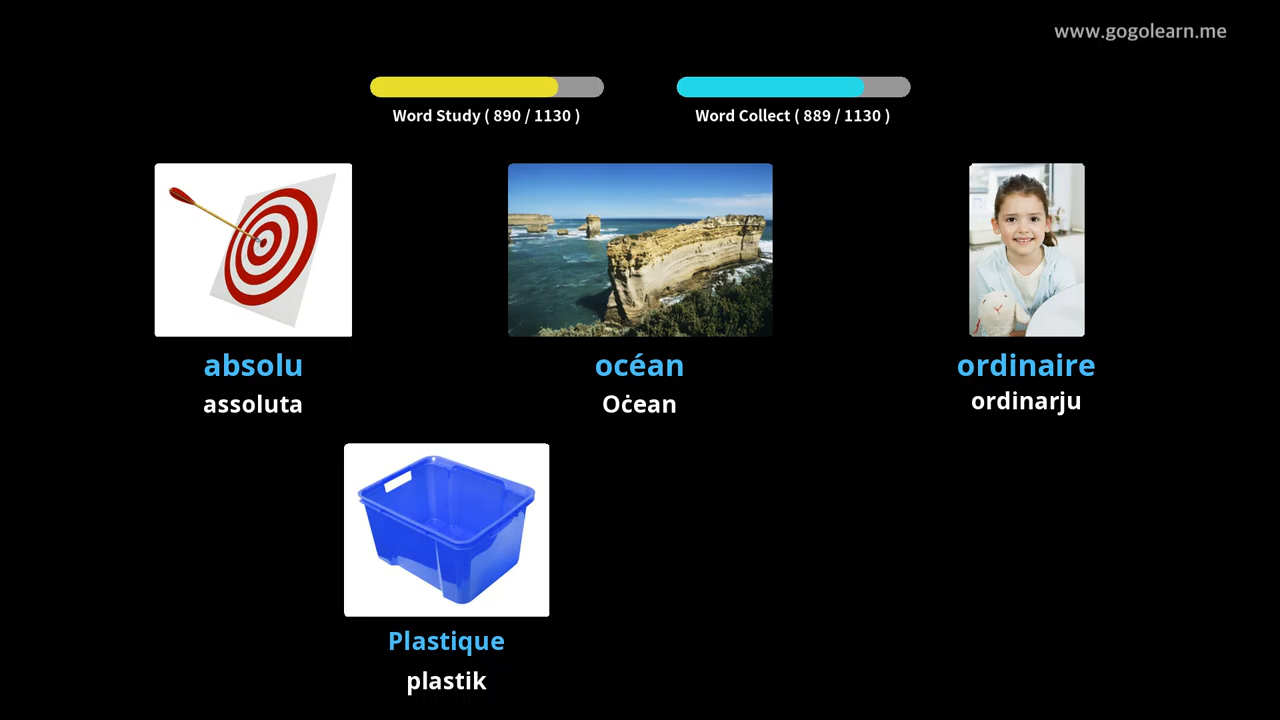 www.gogolearn.me
Word Study ( 890 / 1130 )
Word Collect ( 889 / 1130 )
absolu
assoluta
océan
Oċean
ordinaire
ordinarju
Plastique
plastik